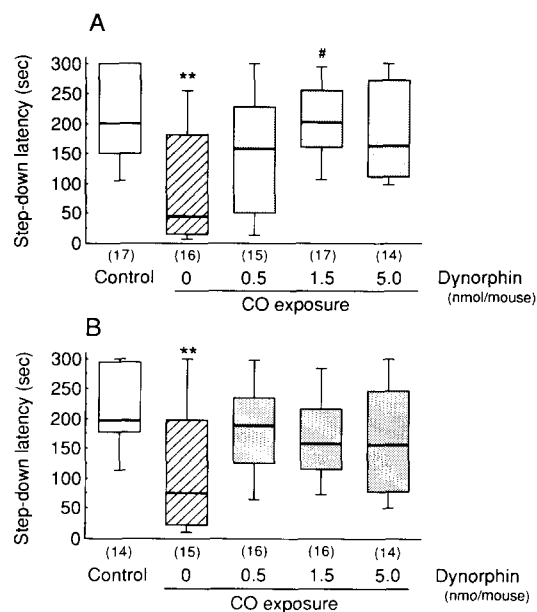 A
Step-down latency (sec)
300
250
200
150
100
50
0
**
#
(17) (16) (15) (17) (14)
Control 0 0.5 1.5 5.0 Dynorphin
(nmol/mouse)
CO exposure
B
Step-down latency (sec)
300
250
200
150
100
50
0
**
(14) (15) (16) (16) (14)
Control 0 0.5 1.5 5.0 Dynorphin
(nmo/mouse)
CO exposure